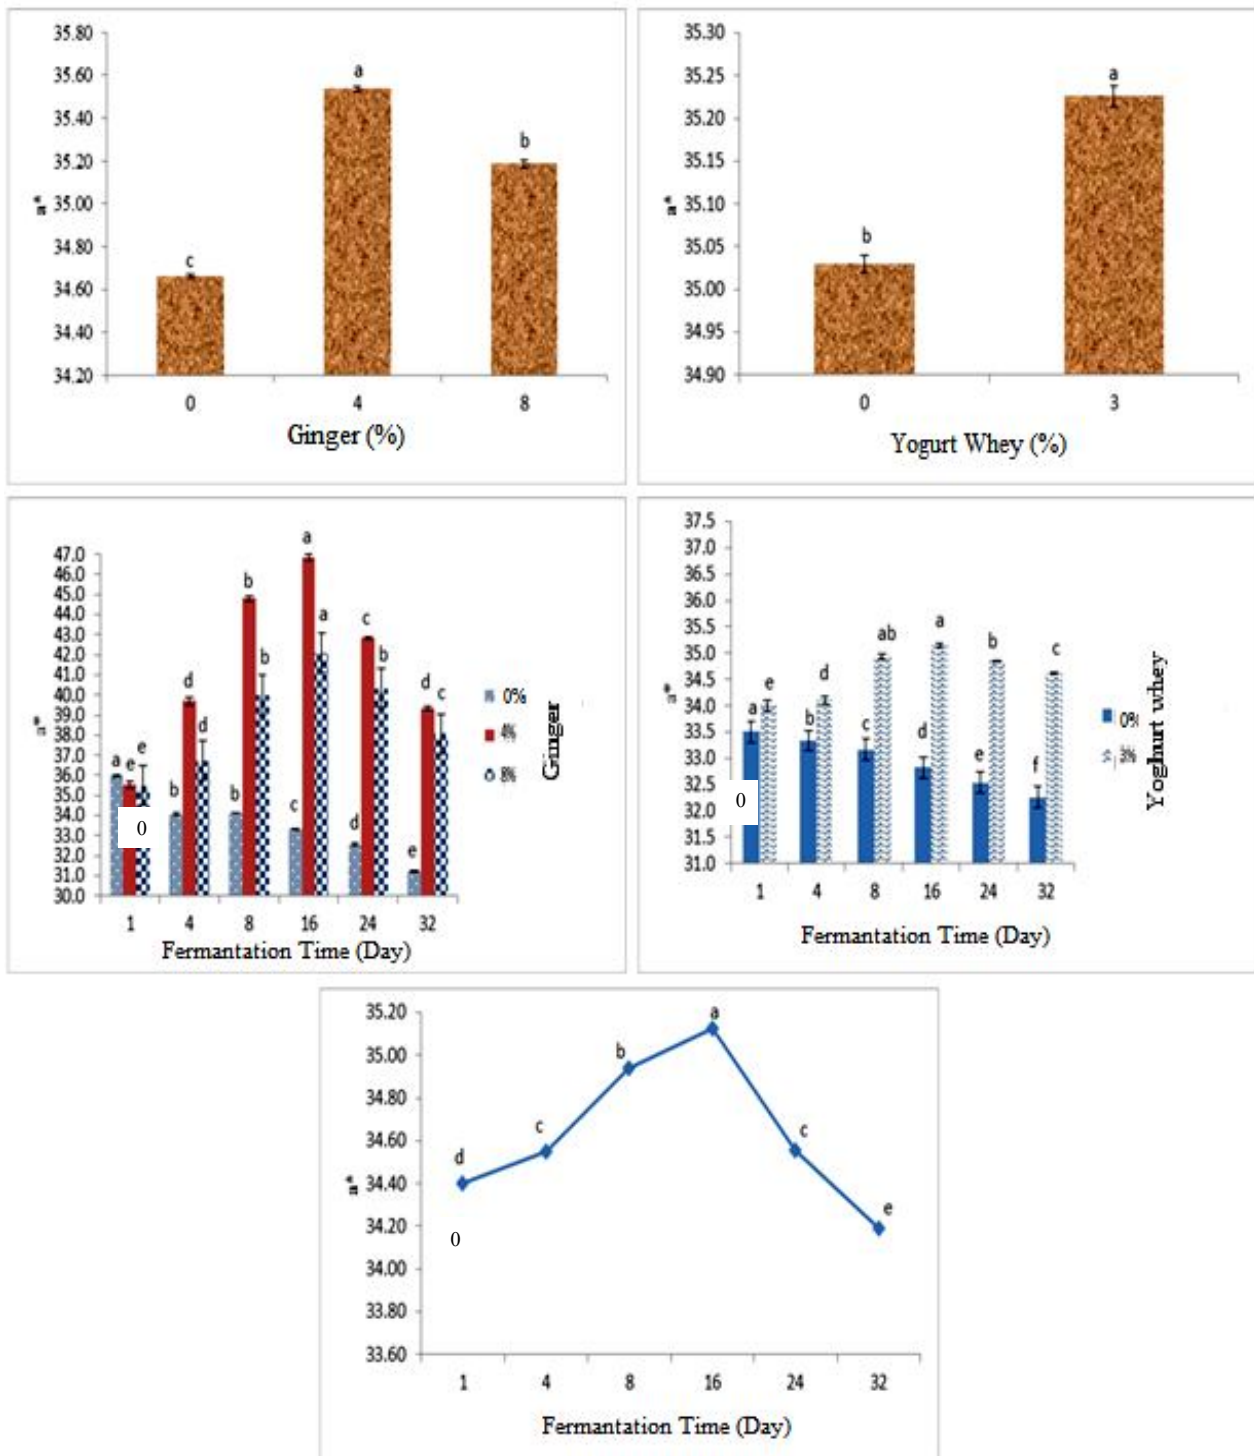 35.80
35.60
35.40
35.20
35.00
34.80
34.60
34.40
34.20
a*
c
a
b
0 4 8
Ginger (%)
35.30
35.25
35.20
35.15
35.10
35.05
35.00
34.95
34.90
a*
b
a
0 3
Yogurt Whey (%)
47.0
46.0
45.0
44.0
43.0
42.0
41.0
40.0
39.0
38.0
37.0
36.0
35.0
34.0
33.0
32.0
31.0
30.0
a*
a e e
b d d
b b b
c a a
d c b
e d c
0
1 4 8 16 24 32
Fermantation Time (Day)
0%
4%
8%
Ginger
37.5
37.0
36.5
36.0
35.5
35.0
34.5
34.0
33.5
33.0
32.5
32.0
31.5
31.0
a*
a e
b d
c ab
d a
e b
f c
0
1 4 8 16 24 32
Fermantation Time (Day)
0%
3%
Yoghurt whey
35.20
35.00
34.80
34.60
34.40
34.20
34.00
33.80
33.60
a*
d
c
b
a
c
e
0
1 4 8 16 24 32
Fermantation Time (Day)